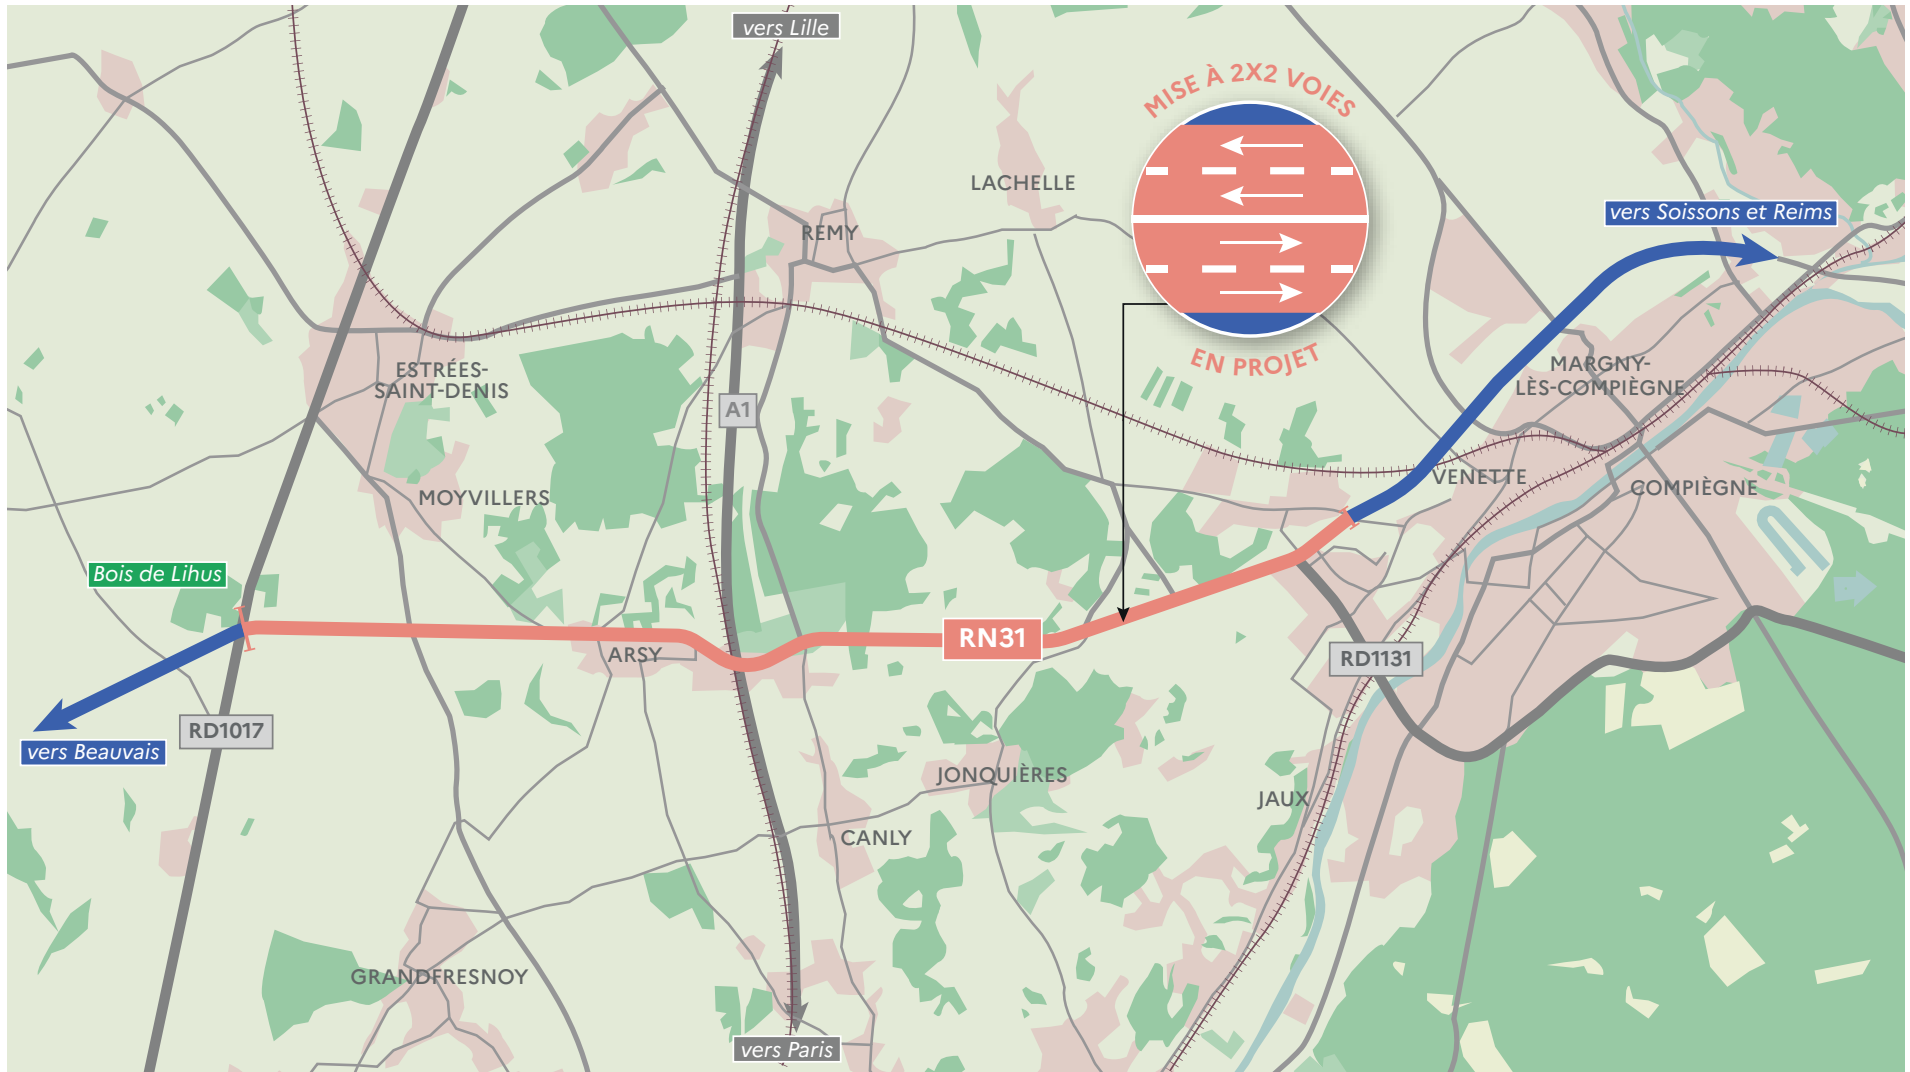 vers Lille
MISE À 2X2 VOIES
LACHELLE
vers Soissons et Reims
REMY
EN PROJET
ESTRÉES-
SAINT-DENIS
MARGNY-
LÈS-COMPIÈGNE
A1
MOYVILLERS
VENETTE
COMPIÈGNE
Bois de Lihus
RN31
ARSY
RD1131
RD1017
vers Beauvais
JONQUIÈRES
JAUX
CANLY
GRANDFRESNOY
vers Paris